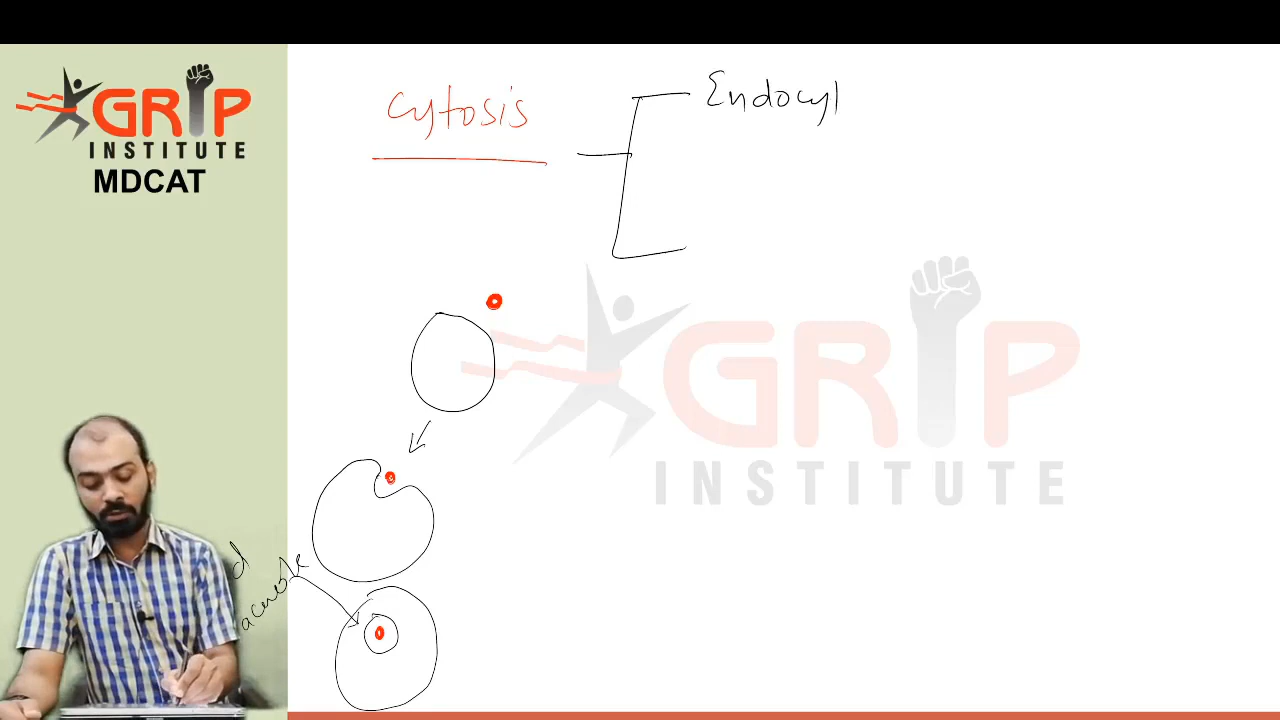 GRIP
INSTITUTE
MDCAT
Cytosis
Endocyt
GRIP
INSTITUTE